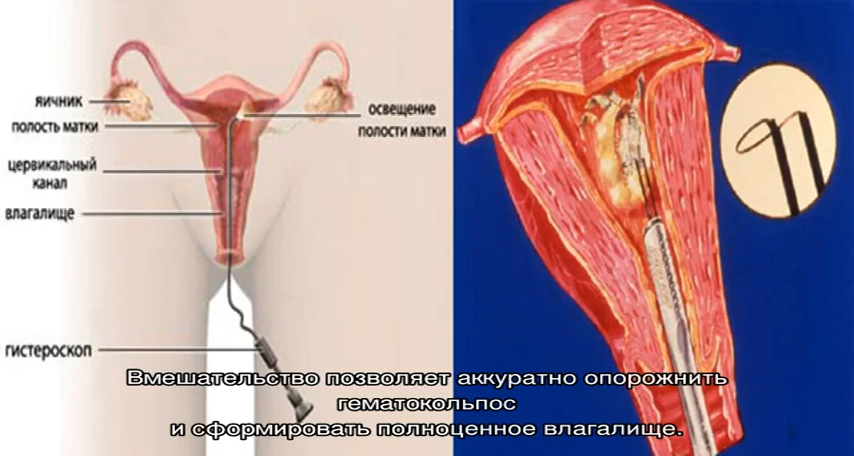 яичник
полость матки
цервикальный
канал
влагалище
гистероскоп
освещение
полости матки
Вмешательство позволяет аккуратно опорожнить
гематокольпос
и сформировать полноценное влагалище.